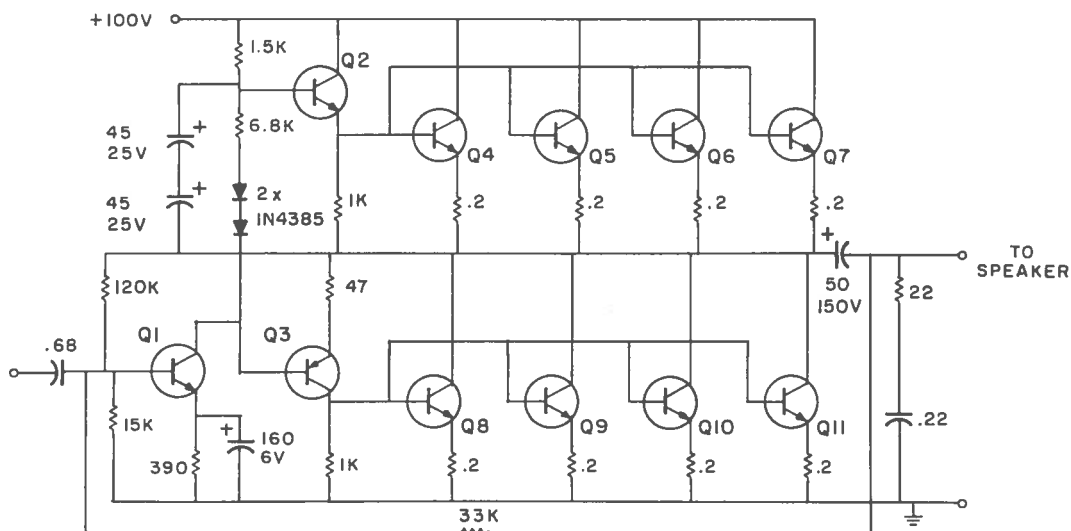 +100V
1.5K
Q2
45
25V
+
6.8K
Q4
Q5
Q6
Q7
45
25V
+
2x
1N4385
1K
.2
.2
.2
.2
+
TO
SPEAKER
120K
47
50
150V
22
.68
Q1
Q3
15K
+
160
6V
390
1K
Q8
Q9
Q10
Q11
.22
.2
.2
.2
.2
33K